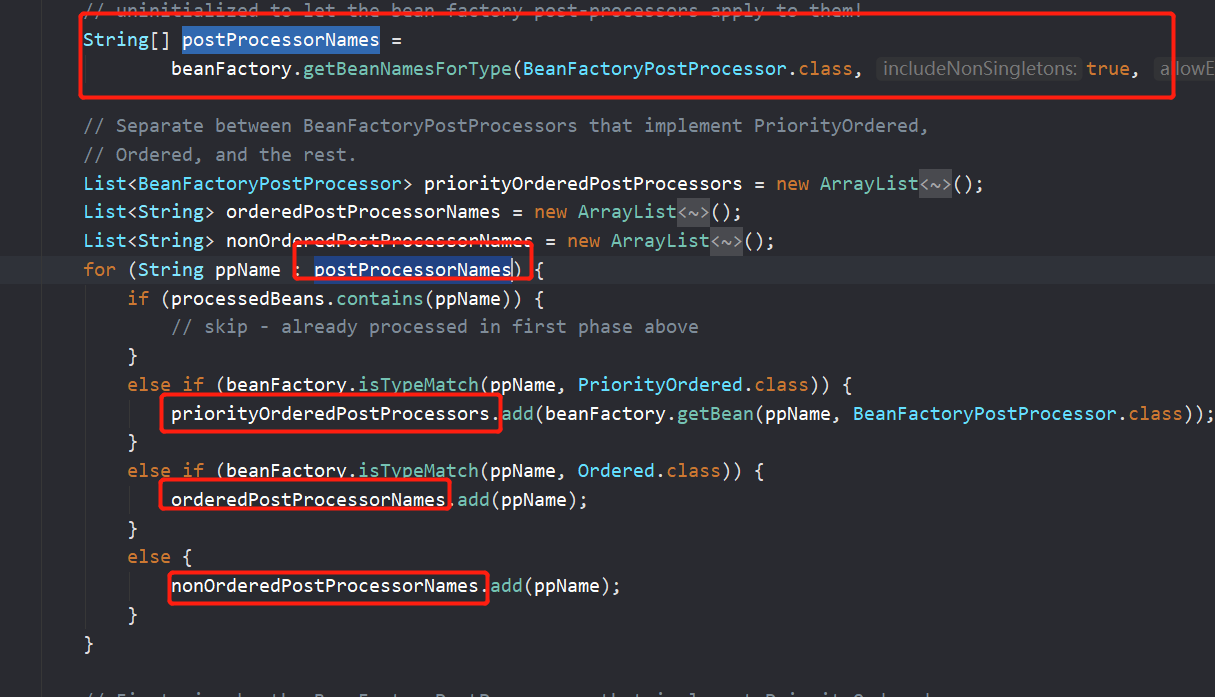 // uninitialized to let the bean factory post-processors apply to them!
String[] postProcessorNames =
beanFactory.getBeanNamesForType(BeanFactoryPostProcessor.class, includeNonSingletons: true,
// Separate between BeanFactoryPostProcessors that implement PriorityOrdered,
// Ordered, and the rest.
List<BeanFactoryPostProcessor> priorityOrderedPostProcessors = new ArrayList<~>();
List<String> orderedPostProcessorNames = new ArrayList<~>();
List<String> nonOrderedPostProcessorNames = new ArrayList<~>();
for (String ppName : postProcessorNames) {
if (processedBeans.contains(ppName)) {
// skip - already processed in first phase above
}
else if (beanFactory.isTypeMatch(ppName, PriorityOrdered.class)) {
priorityOrderedPostProcessors.add(beanFactory.getBean(ppName, BeanFactoryPostProcessor.class));
}
else if (beanFactory.isTypeMatch(ppName, Ordered.class)) {
orderedPostProcessorNames.add(ppName);
}
else {
nonOrderedPostProcessorNames.add(ppName);
}
}